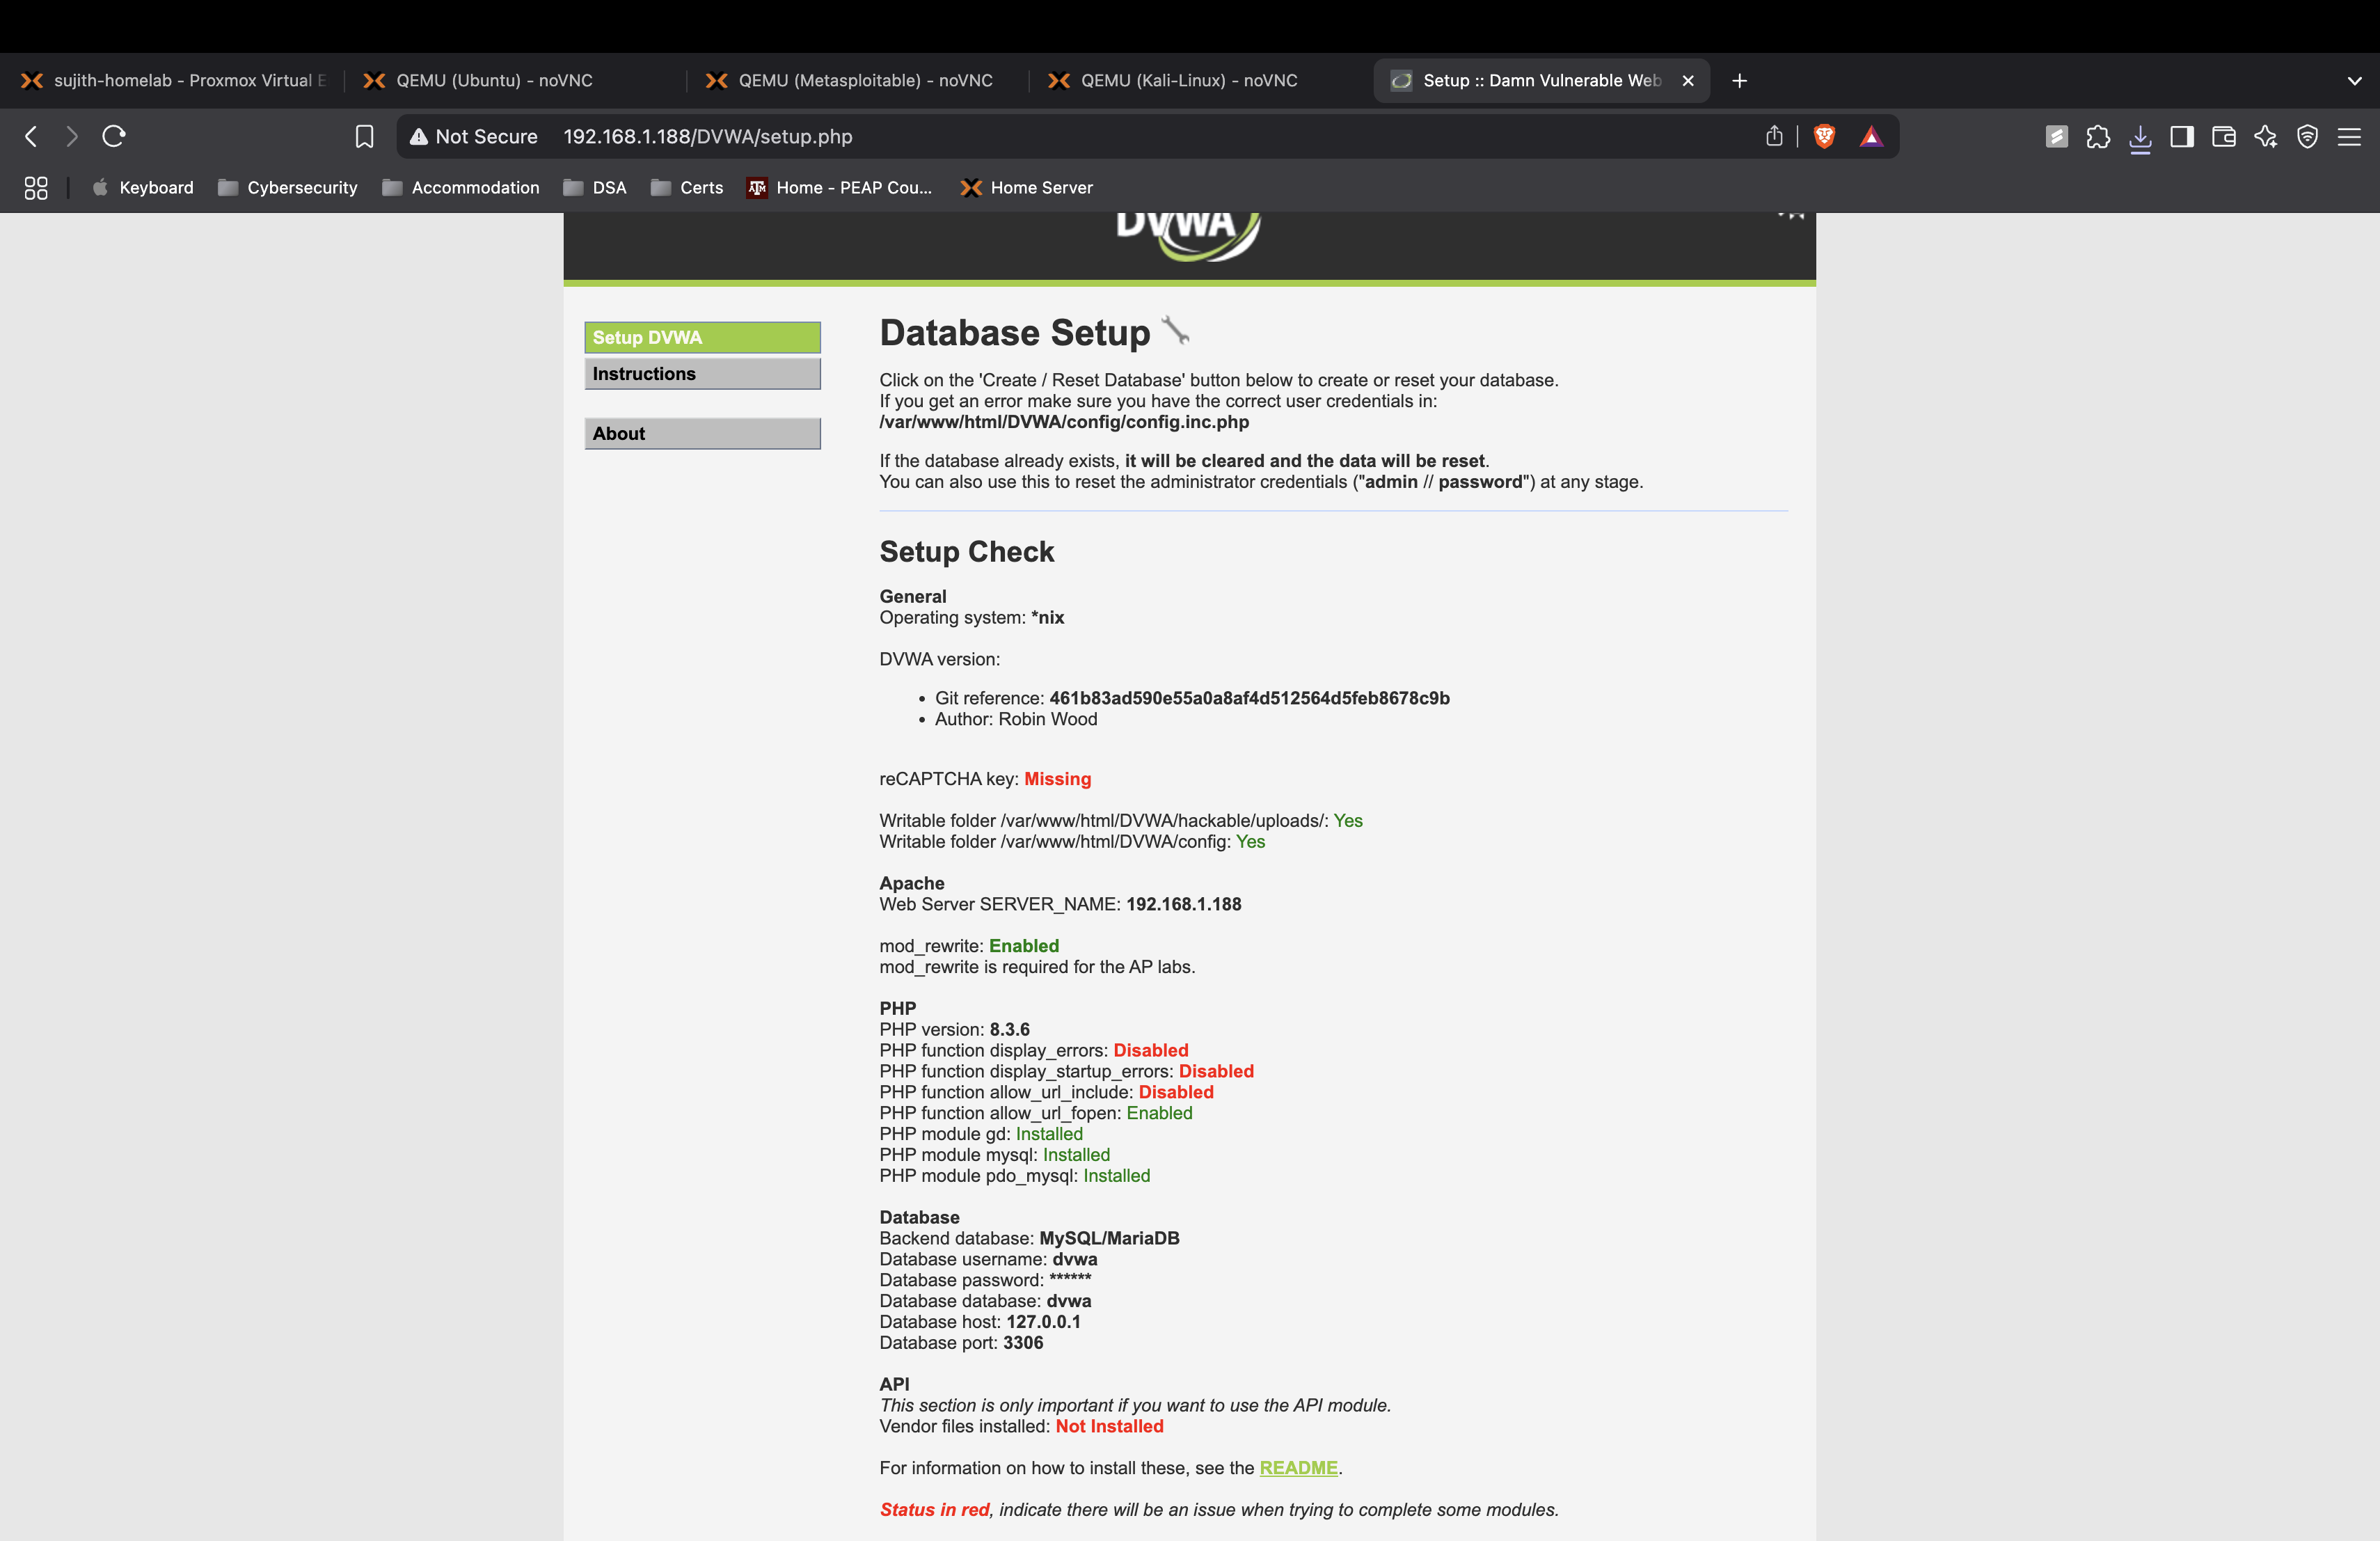 sujith-homelab - Proxmox Virtual E
QEMU (Ubuntu) - noVNC
QEMU (Metasploitable) - noVNC
QEMU (Kali-Linux) - noVNC
Setup :: Damn Vulnerable Web
Not Secure 192.168.1.188/DVWA/setup.php
Keyboard
Cybersecurity
Accommodation
DSA
Certs
Home - PEAP Cou...
Home Server
DVWA
Setup DVWA
Instructions
About
Database Setup
Click on the 'Create / Reset Database' button below to create or reset your database.
If you get an error make sure you have the correct user credentials in:
/var/www/html/DVWA/config/config.inc.php
If the database already exists, it will be cleared and the data will be reset.
You can also use this to reset the administrator credentials ("admin // password") at any stage.
Setup Check
General
Operating system: *nix
DVWA version:
• Git reference: 461b83ad590e55a0a8af4d512564d5feb8678c9b
• Author: Robin Wood
reCAPTCHA key: Missing
Writable folder /var/www/html/DVWA/hackable/uploads/: Yes
Writable folder /var/www/html/DVWA/config: Yes
Apache
Web Server SERVER_NAME: 192.168.1.188
mod_rewrite: Enabled
mod_rewrite is required for the AP labs.
PHP
PHP version: 8.3.6
PHP function display_errors: Disabled
PHP function display_startup_errors: Disabled
PHP function allow_url_include: Disabled
PHP function allow_url_fopen: Enabled
PHP module gd: Installed
PHP module mysql: Installed
PHP module pdo_mysql: Installed
Database
Backend database: MySQL/MariaDB
Database username: dvwa
Database password: ******
Database database: dvwa
Database host: 127.0.0.1
Database port: 3306
API
This section is only important if you want to use the API module.
Vendor files installed: Not Installed
For information on how to install these, see the README.
Status in red, indicate there will be an issue when trying to complete some modules.